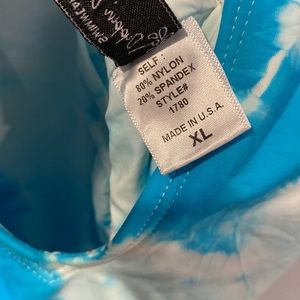 SELF :
80% NYLON
20% SPANDEX
STYLE#
1780
MADE IN U.S.A.
XL